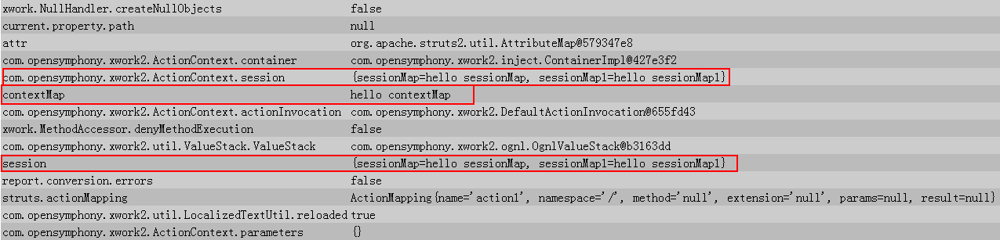 xwork.NullHandler.createNullObjects false
current.property.path null
attr org.apache.struts2.util.AttributeMap@579347e8
com.opensymphony.xwork2.ActionContext.container com.opensymphony.xwork2.inject.ContainerImpl@427e3f2
com.opensymphony.xwork2.ActionContext.session {sessionMap=hello sessionMap, sessionMap1=hello sessionMap1}
contextMap hello contextMap
com.opensymphony.xwork2.ActionContext.actionInvocation com.opensymphony.xwork2.DefaultActionInvocation@655fd43
xwork.MethodAccessor.denyMethodExecution false
com.opensymphony.xwork2.util.ValueStack.ValueStack com.opensymphony.xwork2.ognl.OgnlValueStack@b3163dd
session {sessionMap=hello sessionMap, sessionMap1=hello sessionMap1}
report.conversion.errors false
struts.actionMapping ActionMapping{name='action1', namespace='/', method='null', extension='null', params=null, result=null}
com.opensymphony.xwork2.util.LocalizedTextUtil.reloaded true
com.opensymphony.xwork2.ActionContext.parameters {}